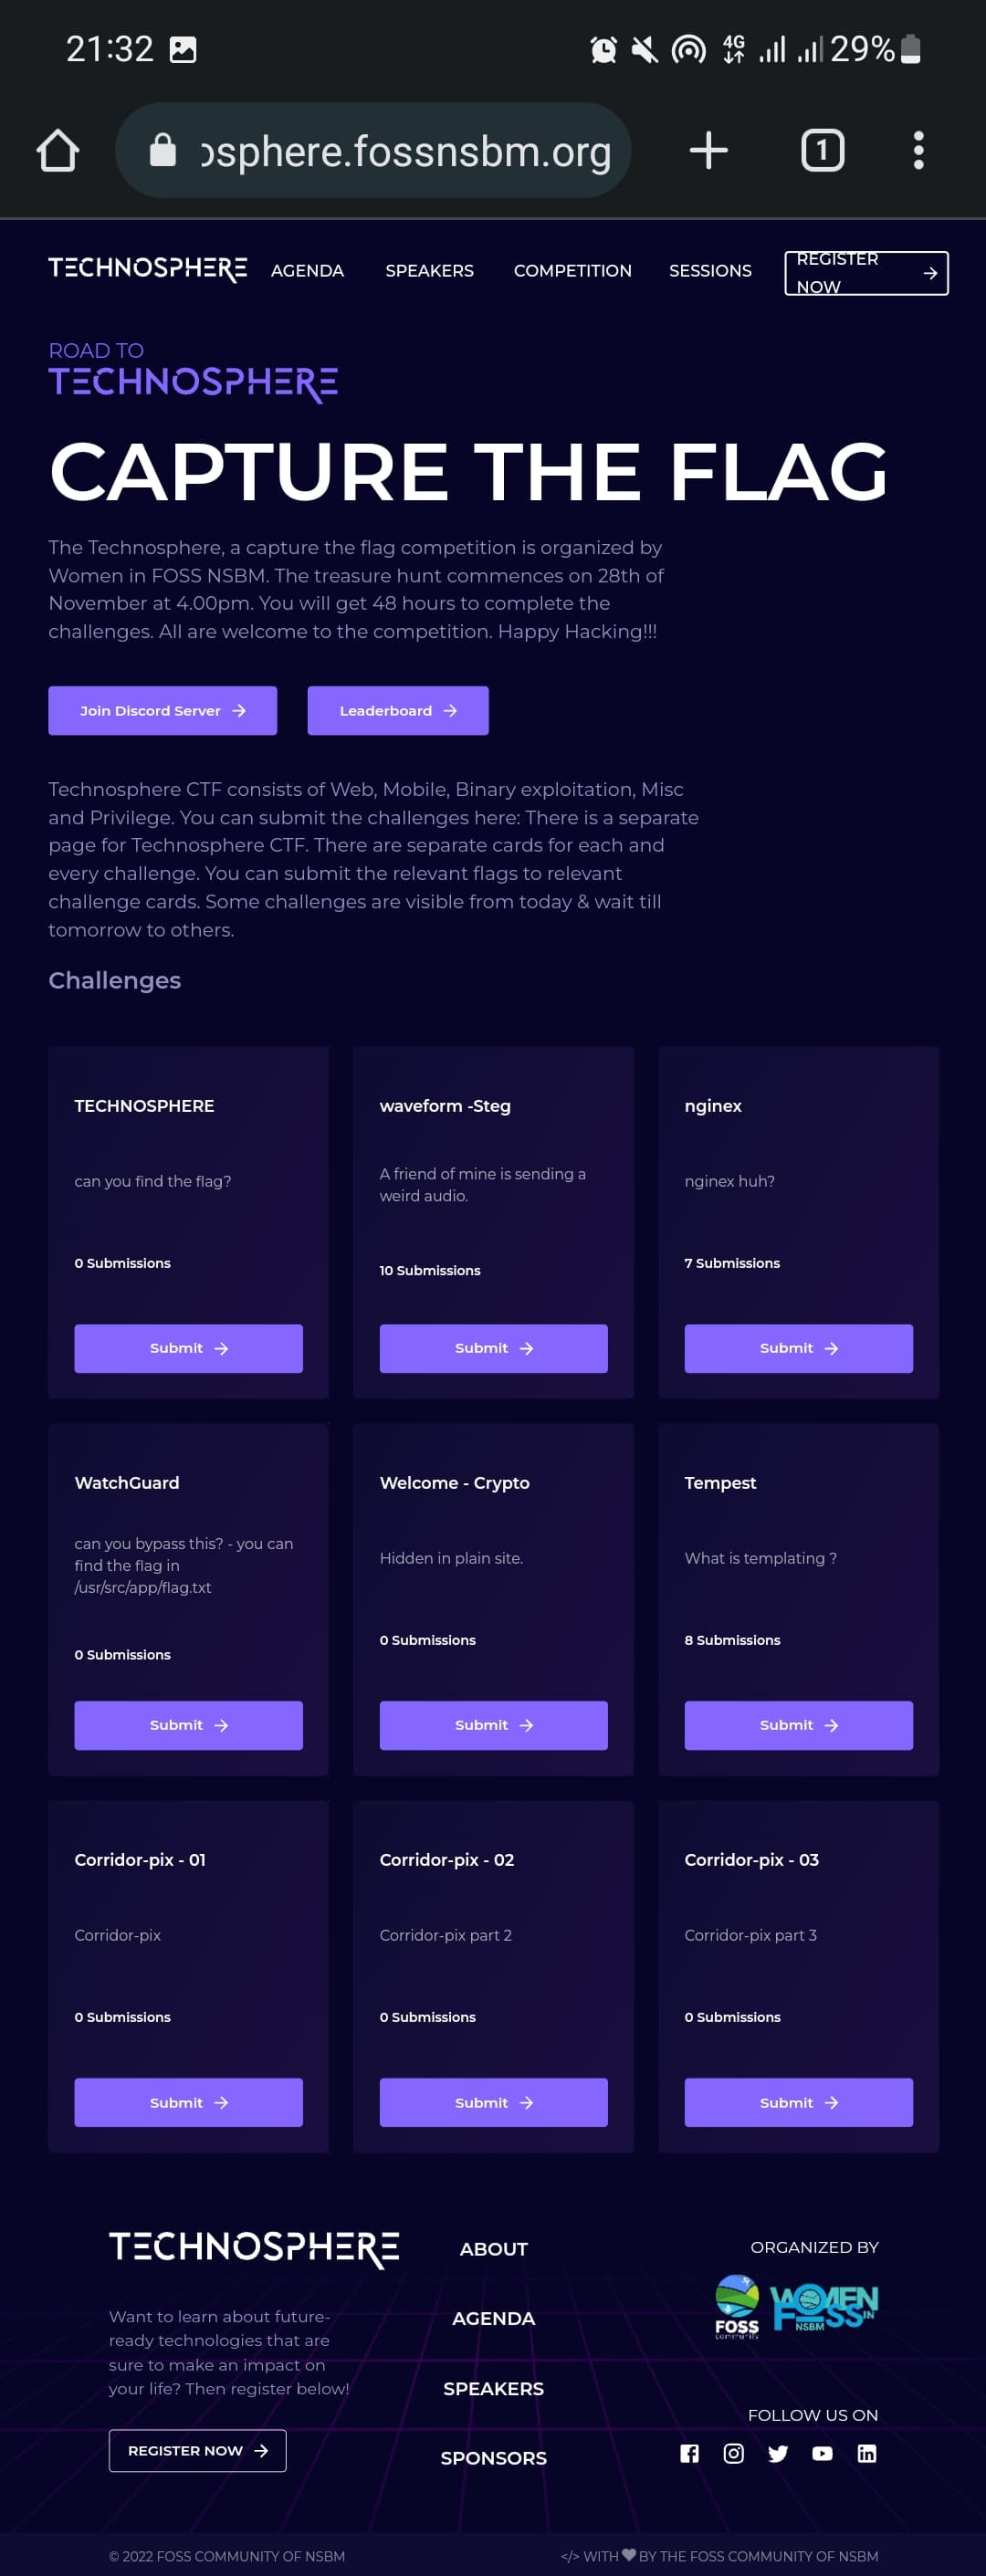 21:32
4G
29%
osphere.fossnsbm.org
1
TECHNOSPHERE AGENDA SPEAKERS COMPETITION SESSIONS REGISTER
NOW
ROAD TO
TECHNOSPHERE
CAPTURE THE FLAG
The Technosphere, a capture the flag competition is organized by
Women in FOSS NSBM. The treasure hunt commences on 28th of
November at 4.00pm. You will get 48 hours to complete the
challenges. All are welcome to the competition. Happy Hacking!!!
Join Discord Server → Leaderboard →
Technosphere CTF consists of Web, Mobile, Binary exploitation, Misc
and Privilege. You can submit the challenges here: There is a separate
page for Technosphere CTF. There are separate cards for each and
every challenge. You can submit the relevant flags to relevant
challenge cards. Some challenges are visible from today & wait till
tomorrow to others.
Challenges
TECHNOSPHERE
can you find the flag?
0 Submissions
Submit →
waveform -Steg
A friend of mine is sending a
weird audio.
10 Submissions
Submit →
nginex
nginex huh?
7 Submissions
Submit →
WatchGuard
can you bypass this? - you can
find the flag in
/usr/src/app/flag.txt
0 Submissions
Submit →
Welcome - Crypto
Hidden in plain site.
0 Submissions
Submit →
Tempest
What is templating ?
8 Submissions
Submit →
Corridor-pix - 01
Corridor-pix
0 Submissions
Submit →
Corridor-pix - 02
Corridor-pix part 2
0 Submissions
Submit →
Corridor-pix - 03
Corridor-pix part 3
0 Submissions
Submit →
TECHNOSPHERE
Want to learn about future-
ready technologies that are
sure to make an impact on
your life? Then register below!
REGISTER NOW →
ABOUT
AGENDA
SPEAKERS
SPONSORS
ORGANIZED BY
FOSS
community
WOMEN
IN
FOSS
NSBM
FOLLOW US ON
© 2022 FOSS COMMUNITY OF NSBM
</> WITH ♥ BY THE FOSS COMMUNITY OF NSBM